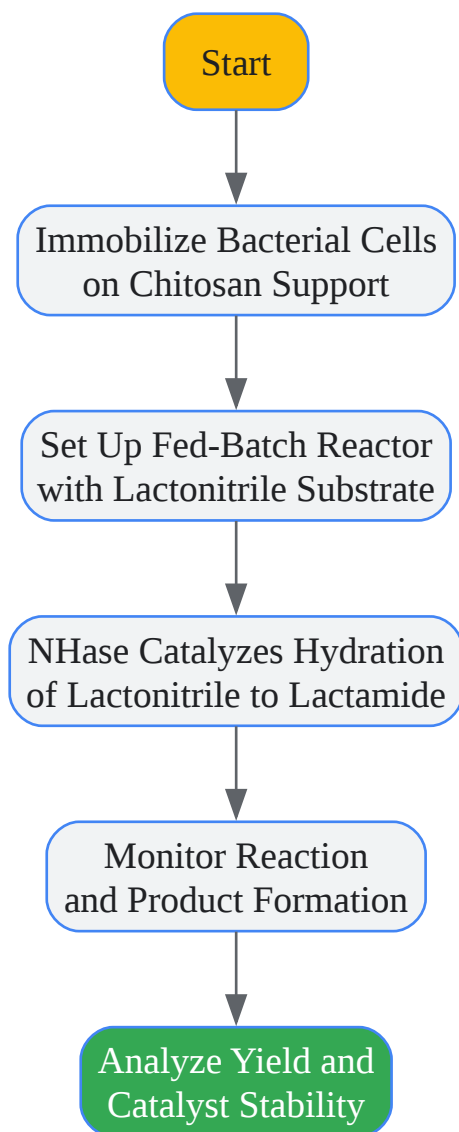 Start
Immobilize Bacterial Cells
on Chitosan Support
Set Up Fed-Batch Reactor
with Lactonitrile Substrate
NHase Catalyzes Hydration
of Lactonitrile to Lactamide
Monitor Reaction
and Product Formation
Analyze Yield and
Catalyst Stability